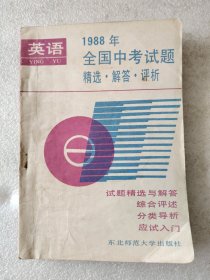 英语
YING YU
1988年
全国中考试题
精选·解答·评折
试题精选与解答
综合评述
分类导析
应试入门
东北师范大学出版社